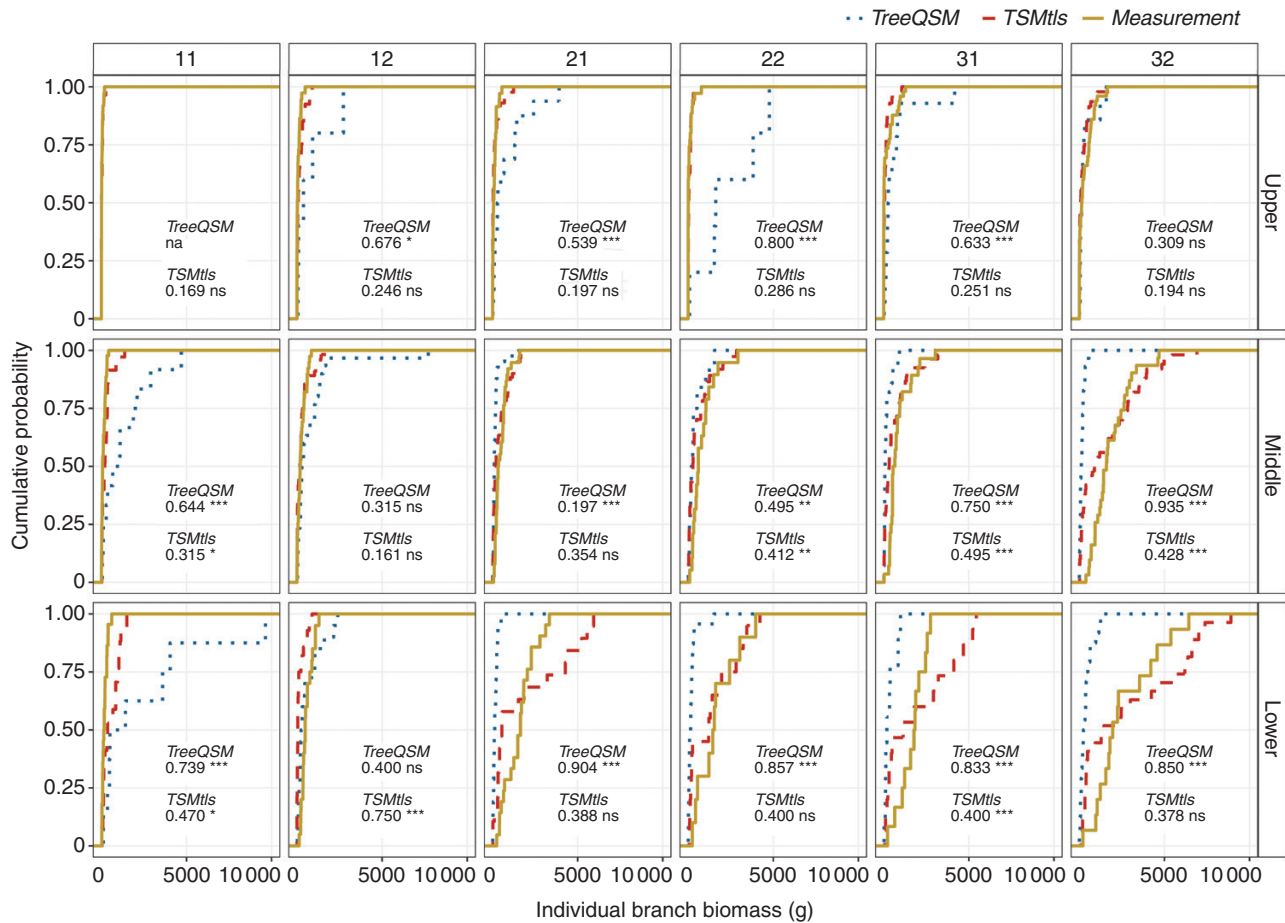 TreeQSM TSMtls Measurement
11 12 21 22 31 32
1.00
0.75
0.50
0.25
0
TreeQSM
na
TSMtls
0.169 ns
TreeQSM
0.676 *
TSMtls
0.246 ns
TreeQSM
0.539 ***
TSMtls
0.197 ns
TreeQSM
0.800 ***
TSMtls
0.286 ns
TreeQSM
0.633 ***
TSMtls
0.251 ns
TreeQSM
0.309 ns
TSMtls
0.194 ns
Upper
Cumulative probability
1.00
0.75
0.50
0.25
0
TreeQSM
0.644 ***
TSMtls
0.315 *
TreeQSM
0.315 ns
TSMtls
0.161 ns
TreeQSM
0.197 ***
TSMtls
0.354 ns
TreeQSM
0.495 **
TSMtls
0.412 **
TreeQSM
0.750 ***
TSMtls
0.495 ***
TreeQSM
0.935 ***
TSMtls
0.428 ***
Middle
1.00
0.75
0.50
0.25
0
TreeQSM
0.739 ***
TSMtls
0.470 *
TreeQSM
0.400 ns
TSMtls
0.750 ***
TreeQSM
0.904 ***
TSMtls
0.388 ns
TreeQSM
0.857 ***
TSMtls
0.400 ns
TreeQSM
0.833 ***
TSMtls
0.400 ***
TreeQSM
0.850 ***
TSMtls
0.378 ns
Lower
0 5000 10 000 0 5000 10 000 0 5000 10 000 0 5000 10 000 0 5000 10 000 0 5000 10 000
Individual branch biomass (g)